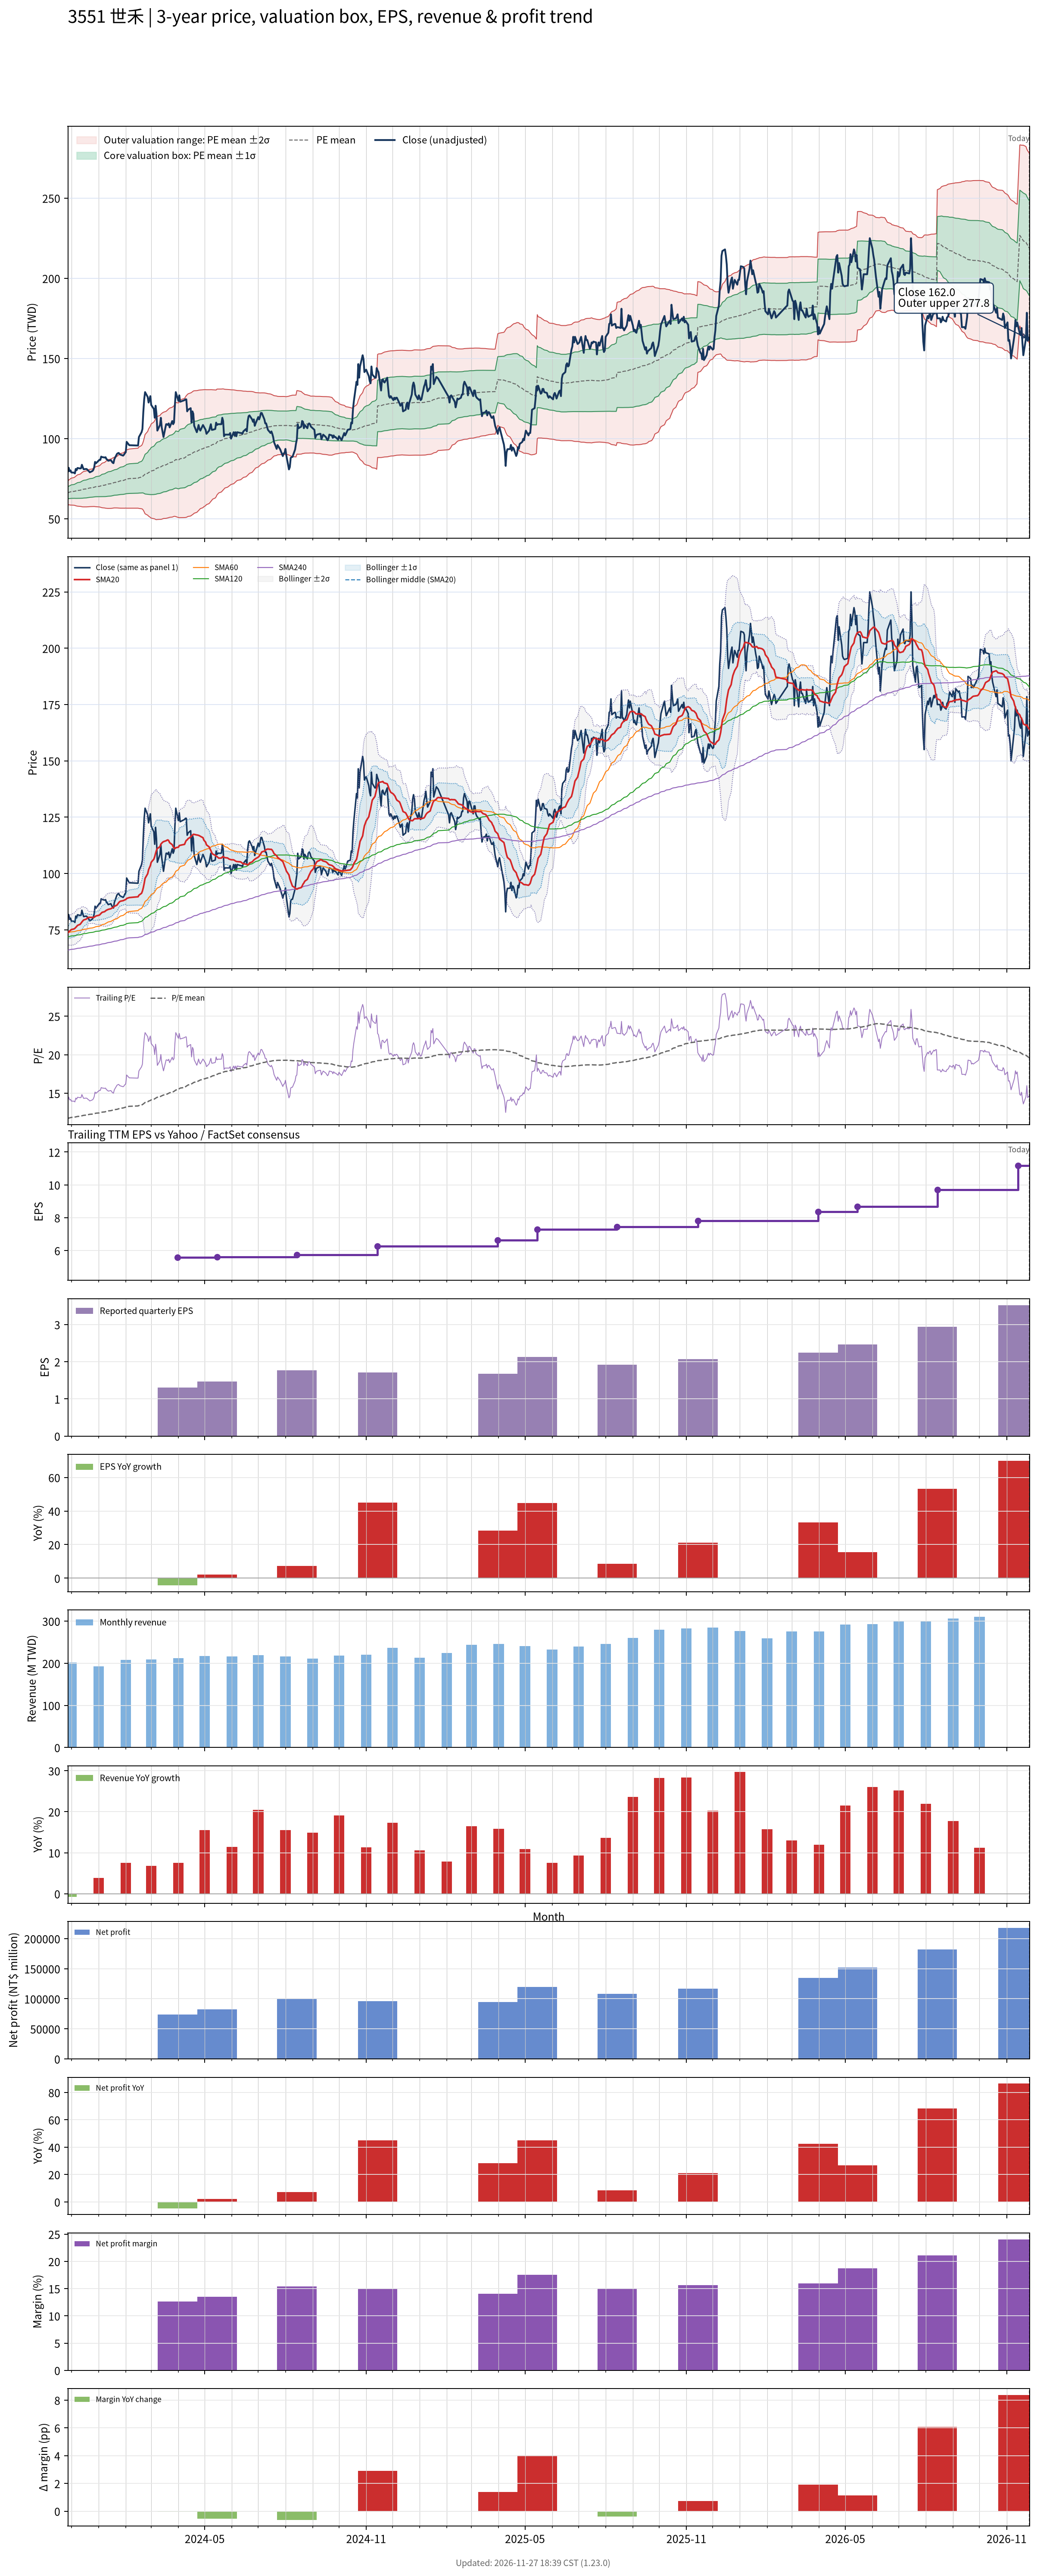 3551 世禾 | 3-year price, valuation box, EPS, revenue & profit trend
Outer valuation range: PE mean ±2σ
PE mean
Close (unadjusted)
Core valuation box: PE mean ±1σ
Today
Price (TWD)
250
200
150
100
50
Close 162.0
Outer upper 277.8
Close (same as panel 1)
SMA60
SMA240
Bollinger ±1σ
SMA20
SMA120
Bollinger ±2σ
Bollinger middle (SMA20)
Price
225
200
175
150
125
100
75
Trailing P/E
P/E mean
P/E
25
20
15
Trailing TTM EPS vs Yahoo / FactSet consensus
Today
EPS
12
10
8
6
Reported quarterly EPS
EPS
3
2
1
0
EPS YoY growth
YoY (%)
60
40
20
0
Monthly revenue
Revenue (M TWD)
300
200
100
0
Revenue YoY growth
YoY (%)
30
20
10
0
Month
Net profit
Net profit (NT$ million)
200000
150000
100000
50000
0
Net profit YoY
YoY (%)
80
60
40
20
0
Net profit margin
Margin (%)
25
20
15
10
5
0
Margin YoY change
Δ margin (pp)
8
6
4
2
0
2024-05
2024-11
2025-05
2025-11
2026-05
2026-11
Updated: 2026-11-27 18:39 CST (1.23.0)